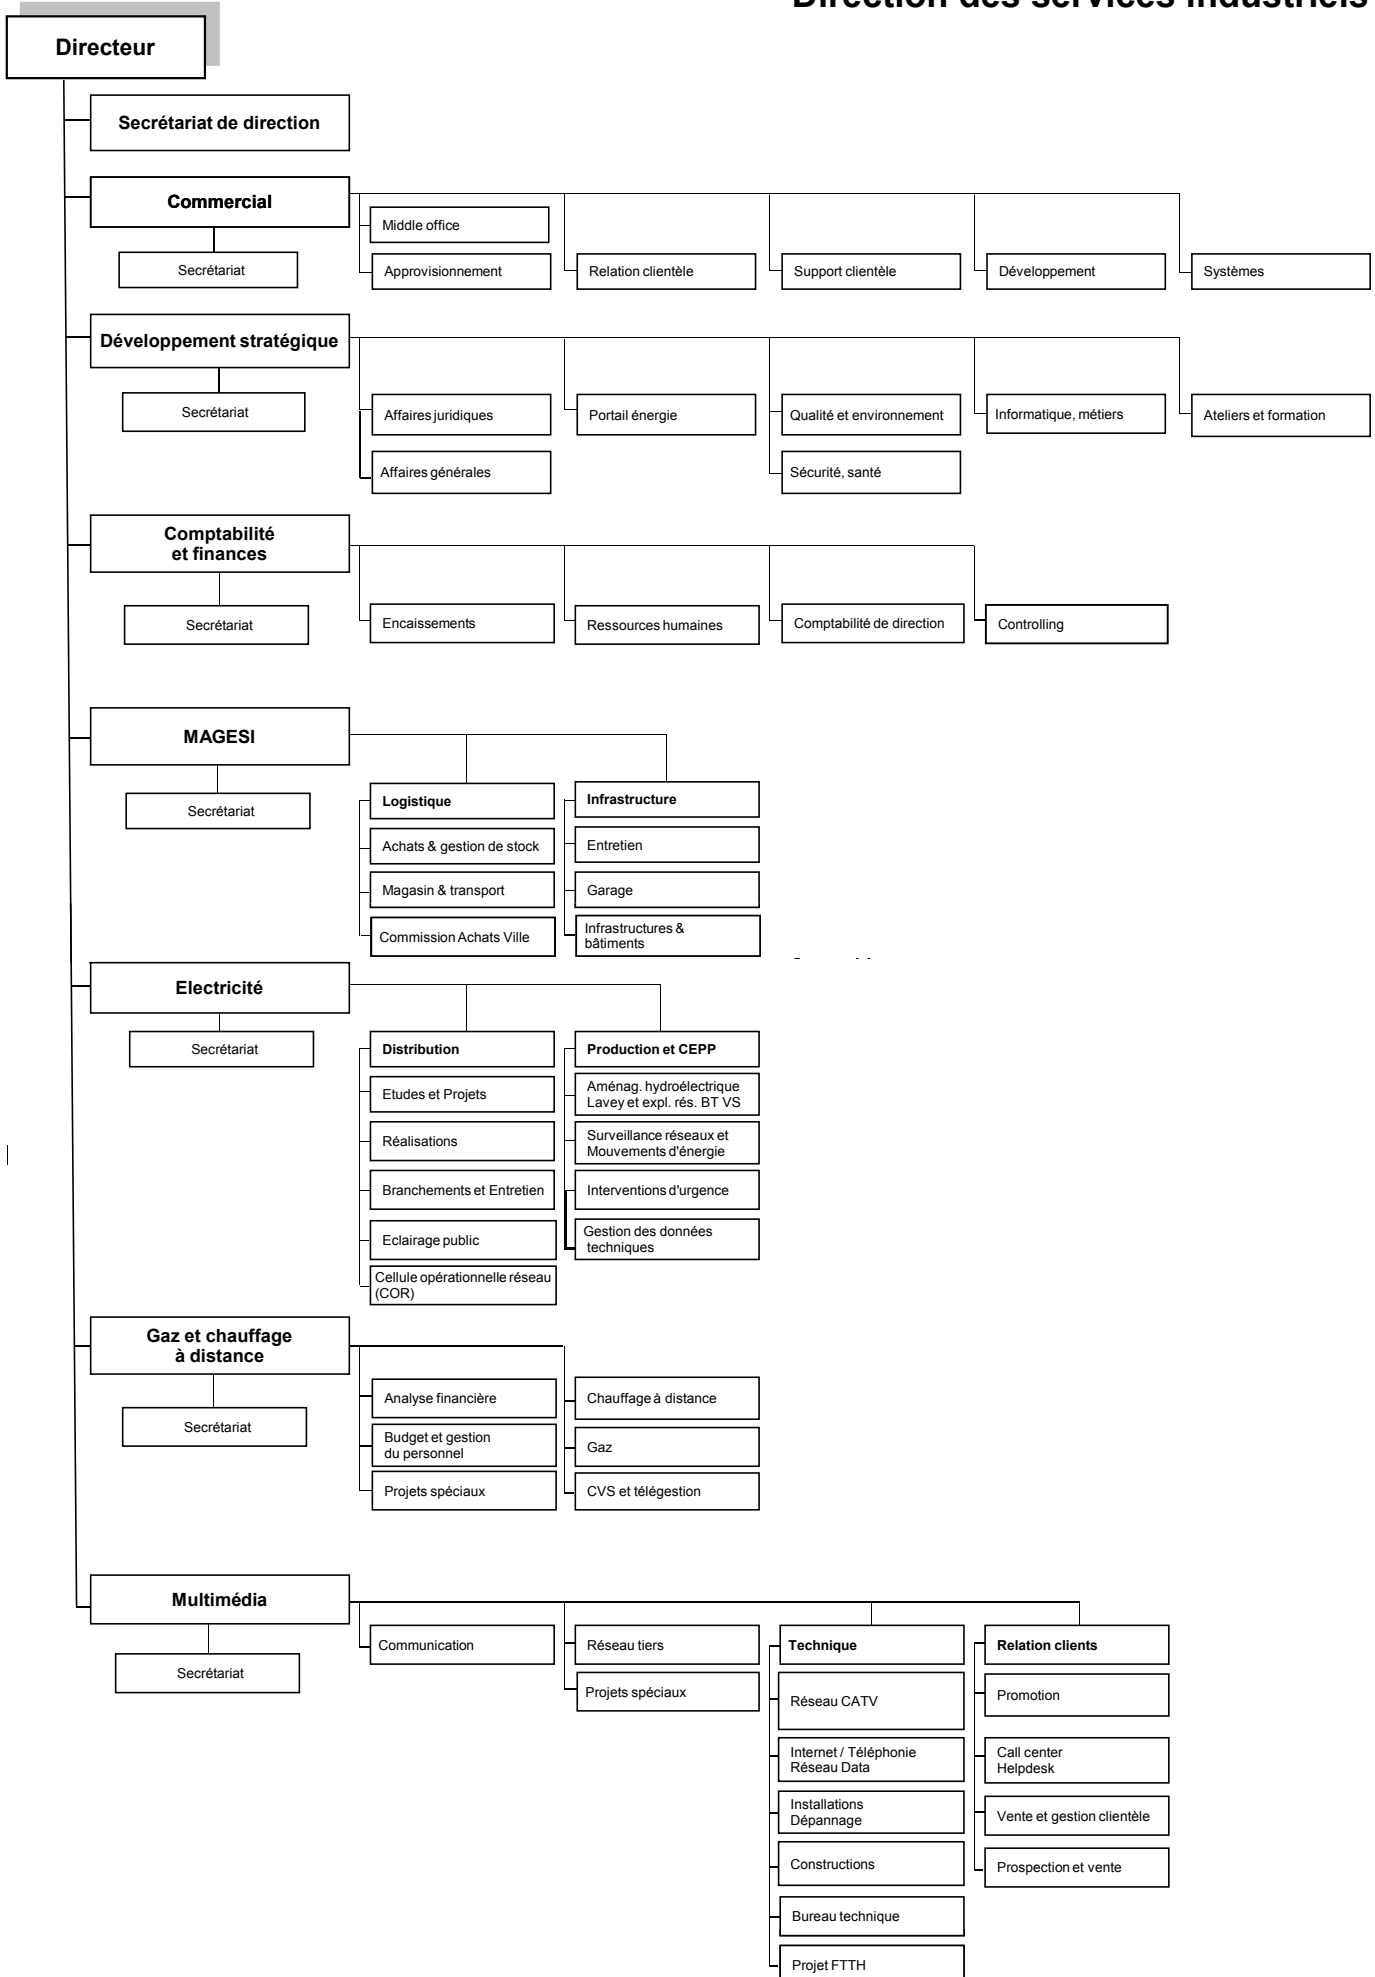 Direction des services industriels
Directeur
Secrétariat de direction
Commercial
Secrétariat
Middle office
Approvisionnement
Relation clientèle
Support clientèle
Développement
Systèmes
Développement stratégique
Secrétariat
Affaires juridiques
Affaires générales
Portail énergie
Qualité et environnement
Sécurité, santé
Informatique, métiers
Ateliers et formation
Comptabilité
et finances
Secrétariat
Encaissements
Ressources humaines
Comptabilité de direction
Controlling
MAGESI
Secrétariat
Logistique
Achats & gestion de stock
Magasin & transport
Commission Achats Ville
Infrastructure
Entretien
Garage
Infrastructures &
bâtiments
Electricité
Secrétariat
Distribution
Etudes et Projets
Réalisations
Branchements et Entretien
Eclairage public
Cellule opérationnelle réseau
(COR)
Production et CEPP
Aménag. hydroélectrique
Lavey et expl. rés. BT VS
Surveillance réseaux et
Mouvements d'énergie
Interventions d'urgence
Gestion des données
techniques
Gaz et chauffage
à distance
Secrétariat
Analyse financière
Budget et gestion
du personnel
Projets spéciaux
Chauffage à distance
Gaz
CVS et télégestion
Multimédia
Secrétariat
Communication
Réseau tiers
Projets spéciaux
Technique
Réseau CATV
Internet / Téléphonie
Réseau Data
Installations
Dépannage
Constructions
Bureau technique
Projet FTTH
Relation clients
Promotion
Call center
Helpdesk
Vente et gestion clientèle
Prospection et vente